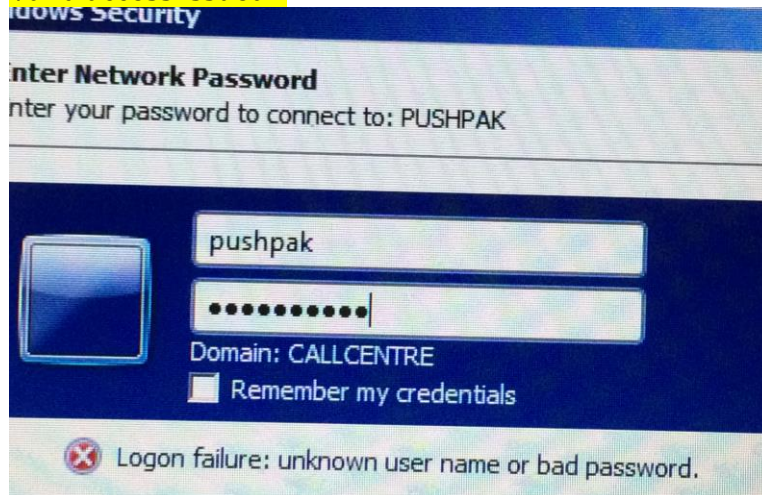 ndows Security
Enter Network Password
nter your password to connect to: PUSHPAK
pushpak
••••••••••
Domain: CALLCENTRE
Remember my credentials
Logon failure: unknown user name or bad password.